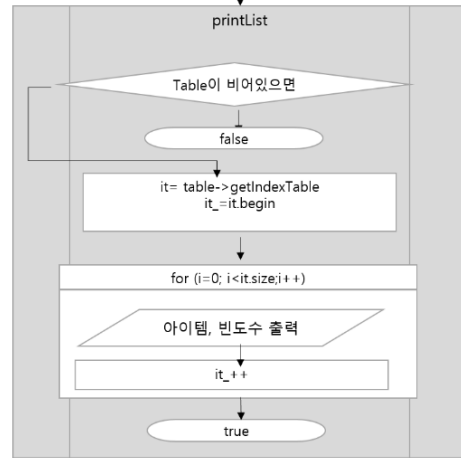 printList
Table이 비어있으면
false
it= table->getIndexTable
it_=it.begin
for (i=0; i<it.size;i++)
아이템, 빈도수 출력
it_++
true